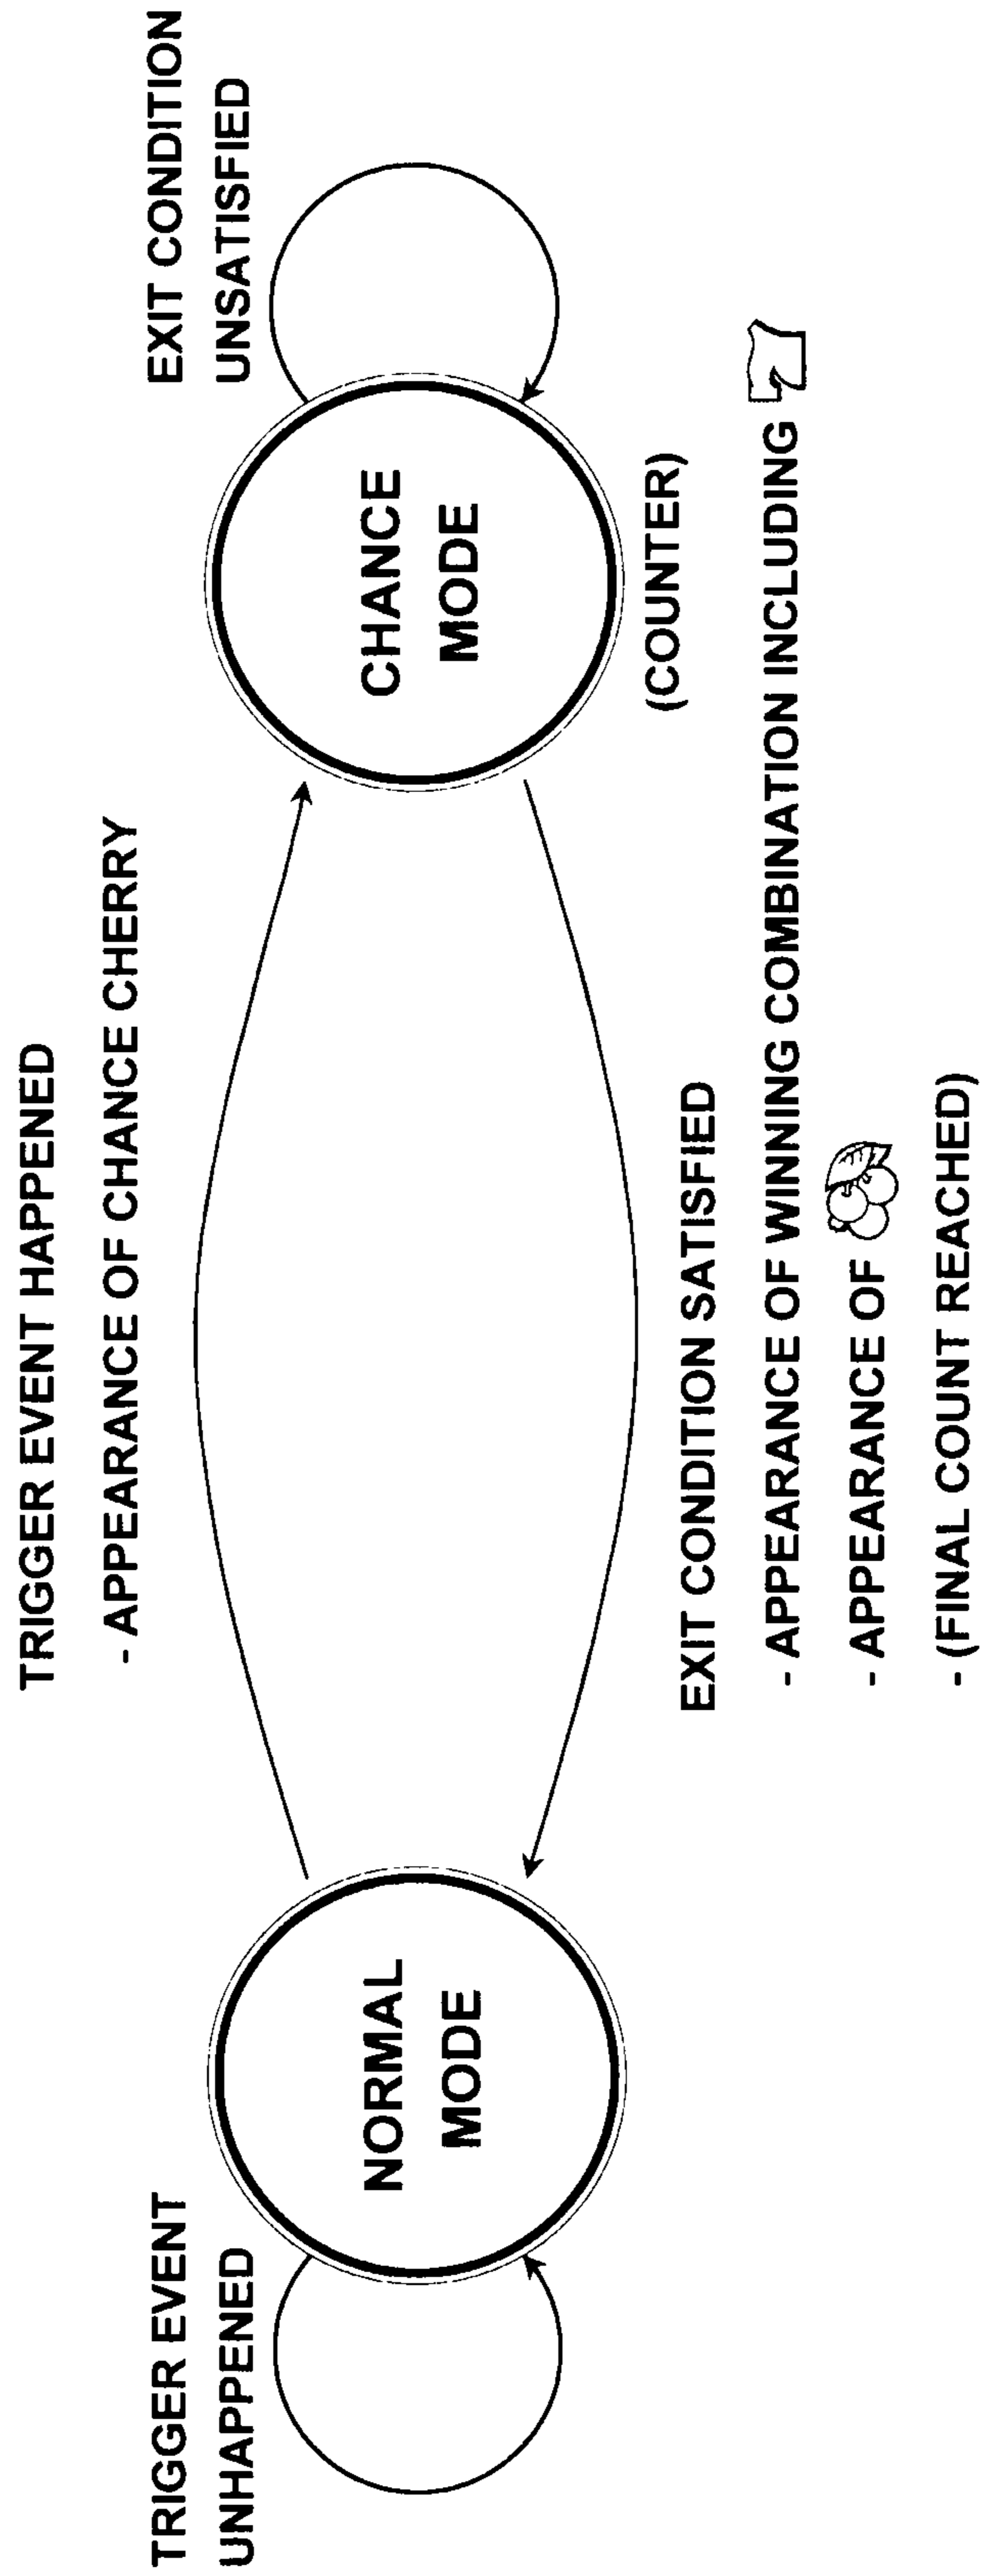 TRIGGER EVENT HAPPENED
- APPEARANCE OF CHANCE CHERRY
TRIGGER EVENT
UNHAPPENED
NORMAL
MODE
EXIT CONDITION
UNSATISFIED
CHANCE
MODE
(COUNTER)
EXIT CONDITION SATISFIED
- APPEARANCE OF WINNING COMBINATION INCLUDING 7
- APPEARANCE OF
- (FINAL COUNT REACHED)